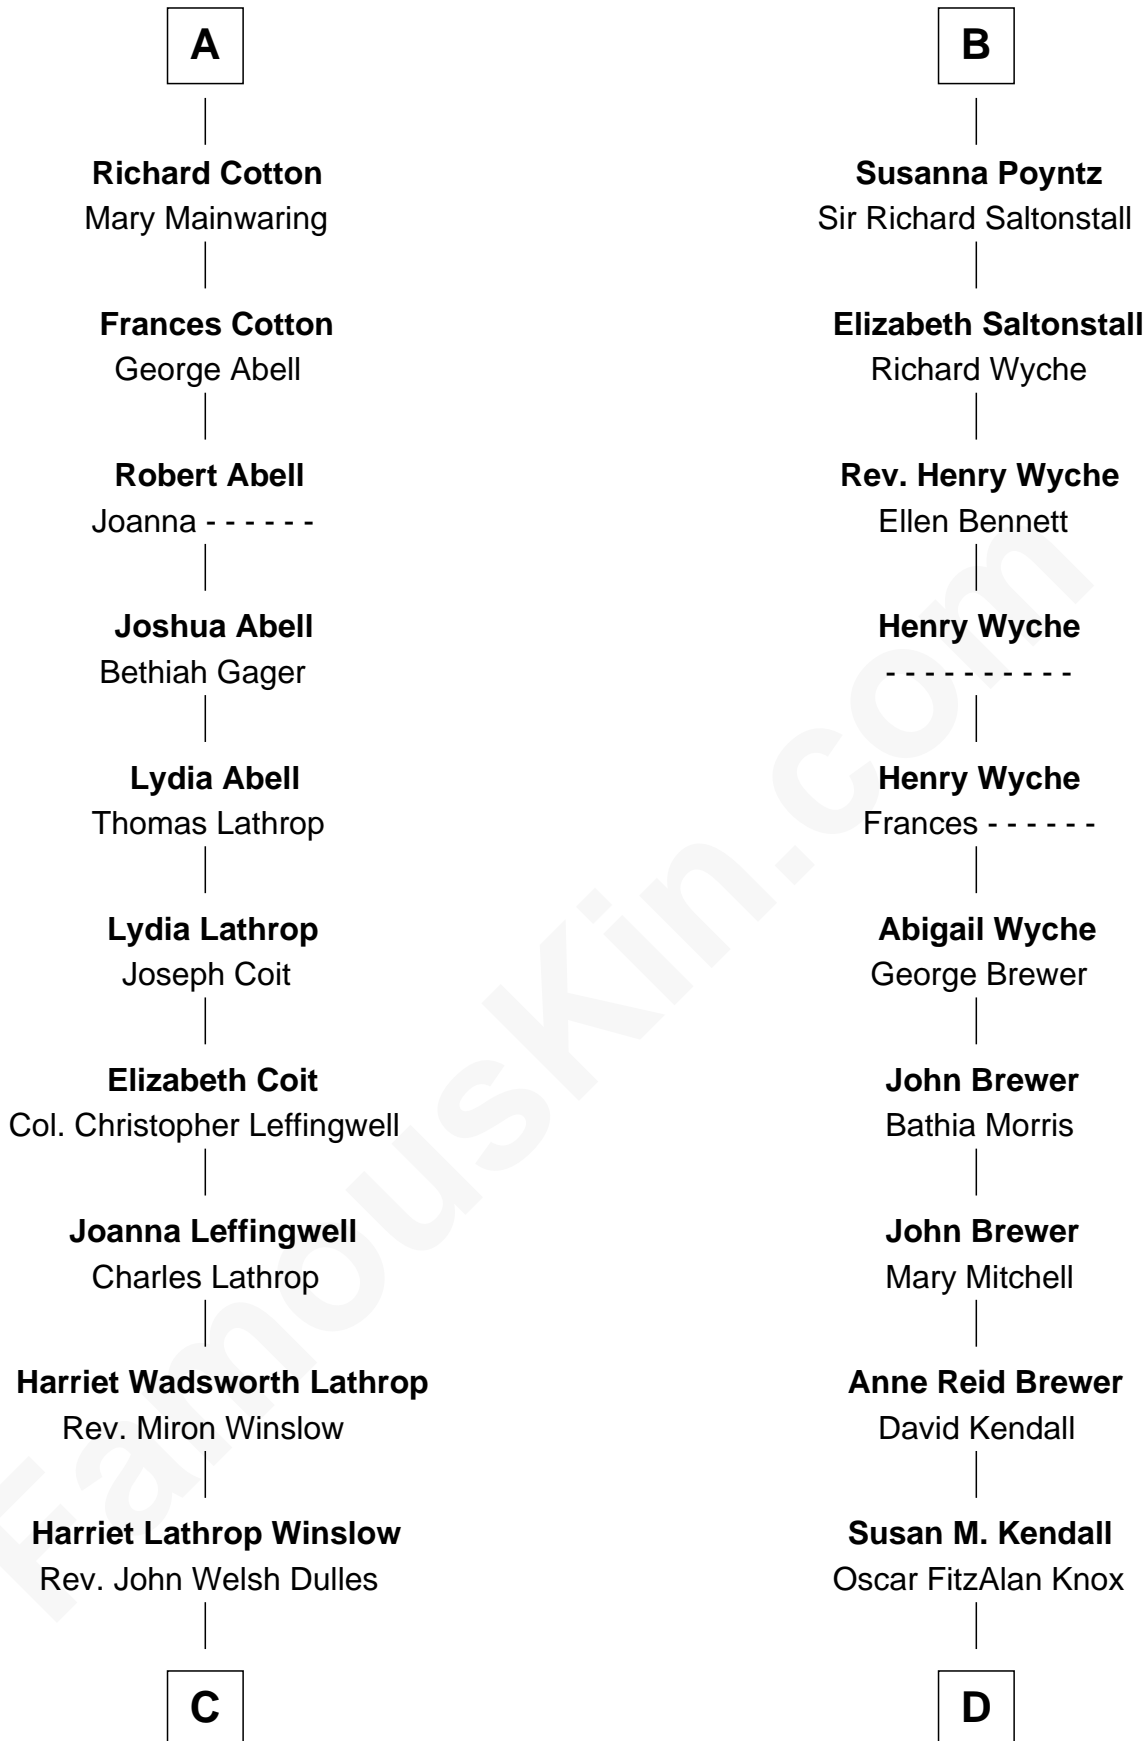 A
Richard Cotton
Mary Mainwaring
Frances Cotton
George Abell
Robert Abell
Joanna - - - - - -
Joshua Abell
Bethiah Gager
Lydia Abell
Thomas Lathrop
Lydia Lathrop
Joseph Coit
Elizabeth Coit
Col. Christopher Leffingwell
Joanna Leffingwell
Charles Lathrop
Harriet Wadsworth Lathrop
Rev. Miron Winslow
Harriet Lathrop Winslow
Rev. John Welsh Dulles
C
B
Susanna Poyntz
Sir Richard Saltonstall
Elizabeth Saltonstall
Richard Wyche
Rev. Henry Wyche
Ellen Bennett
Henry Wyche
- - - - - - - - - -
Henry Wyche
Frances - - - - - -
Abigail Wyche
George Brewer
John Brewer
Bathia Morris
John Brewer
Mary Mitchell
Anne Reid Brewer
David Kendall
Susan M. Kendall
Oscar FitzAlan Knox
D
FamousKin.com